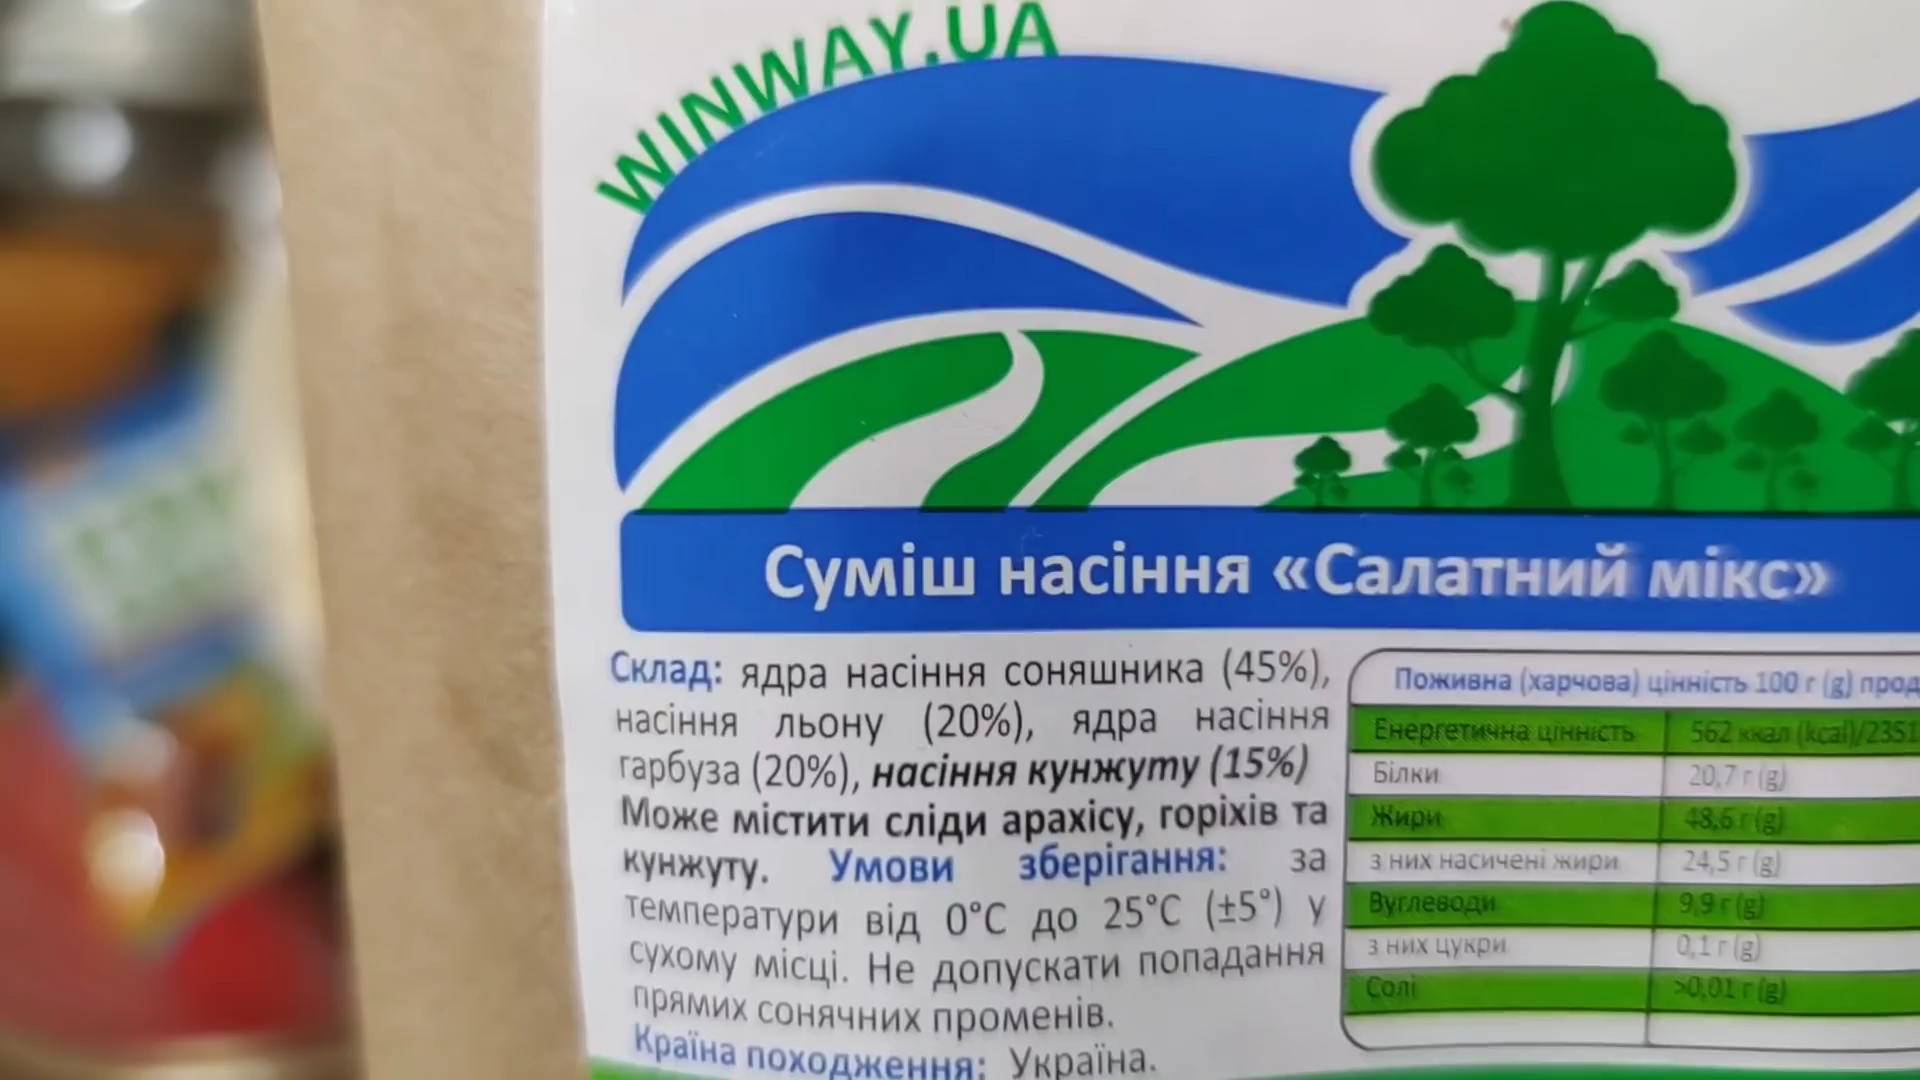 WINWAY.UA
Суміш насіння «Салатний мікс»
Склад: ядра насіння соняшника (45%),
насіння льону (20%), ядра насіння
гарбуза (20%), насіння кунжуту (15%)
Може містити сліди арахісу, горіхів та
кунжуту. Умови зберігання: за
температури від 0°С до 25°С (±5°) у
сухому місці. Не допускати попадання
прямих сонячних променів.
Країна походження: Україна.
Поживна (харчова) цінність 100 г (g) прод
Енергетична цінність 562 ккал (kcal)/2351
Білки 20,7 г (g)
Жири 48,6 г (g)
з них насичені жири 24,5 г (g)
Вуглеводи 9,9 г (g)
з них цукри 0,1 г (g)
Солі >0,01 г (g)